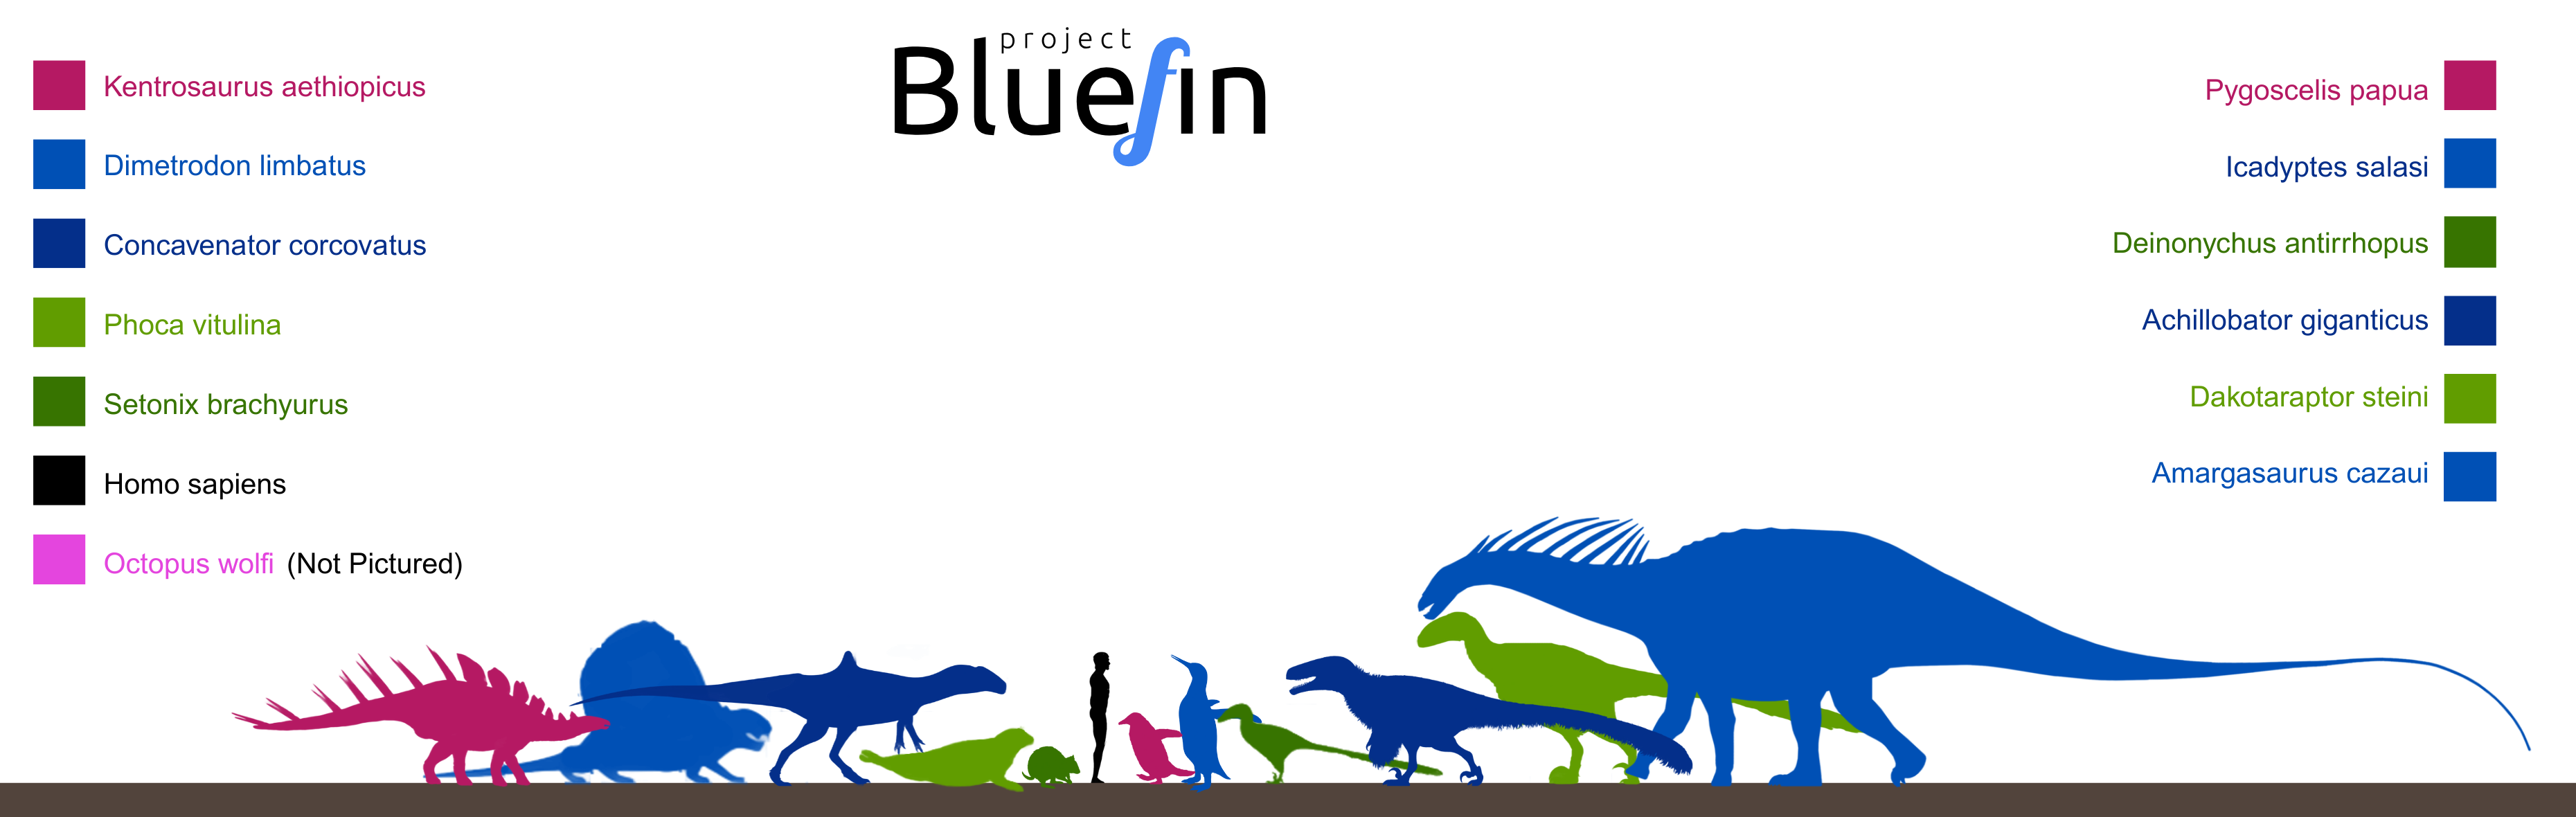 project
Bluefin
Kentrosaurus aethiopicus
Dimetrodon limbatus
Concavenator corcovatus
Phoca vitulina
Setonix brachyurus
Homo sapiens
Octopus wolfi (Not Pictured)
Pygoscelis papua
Icadyptes salasi
Deinonychus antirrhopus
Achillobator giganticus
Dakotaraptor steini
Amargasaurus cazaui